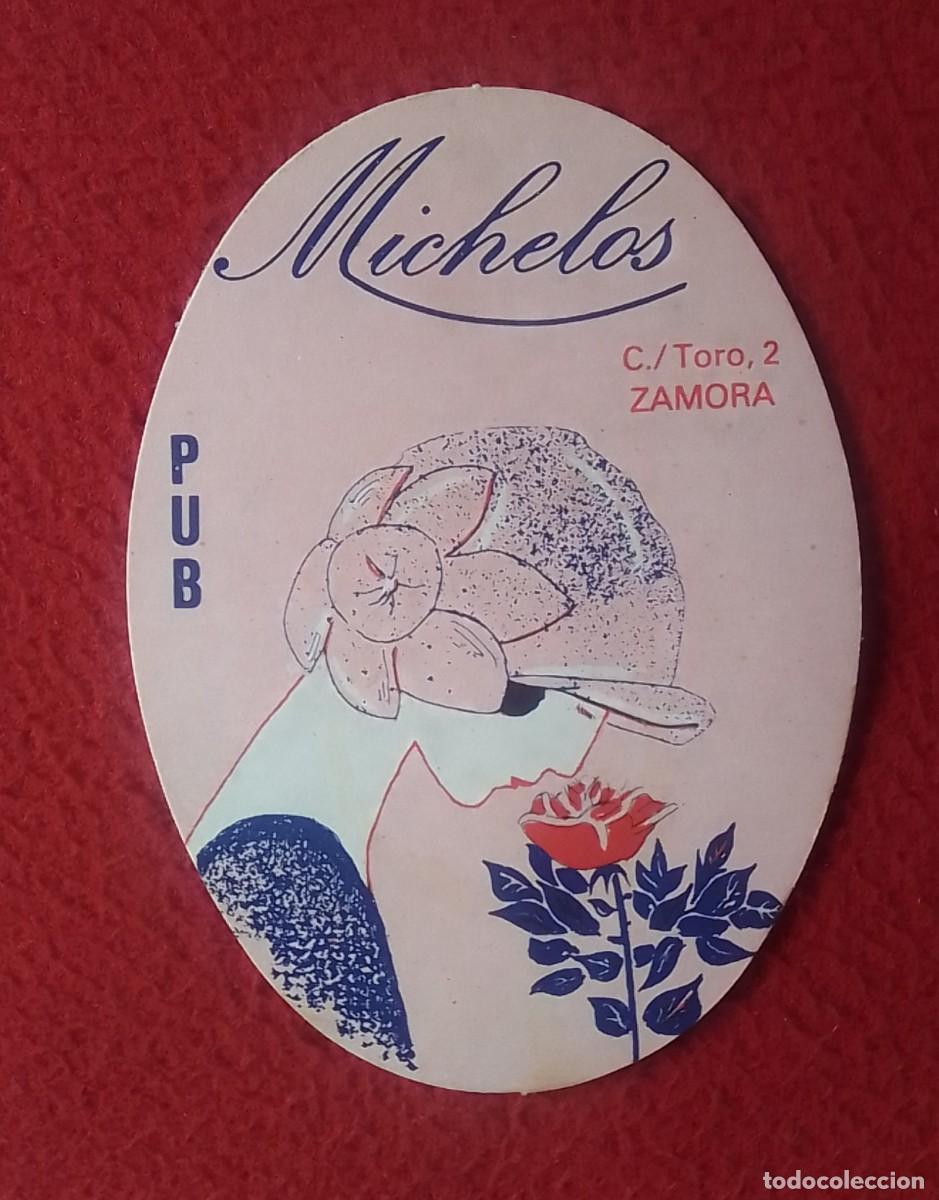 Michelos
C./Toro, 2
ZAMORA
PUB
todocoleccion